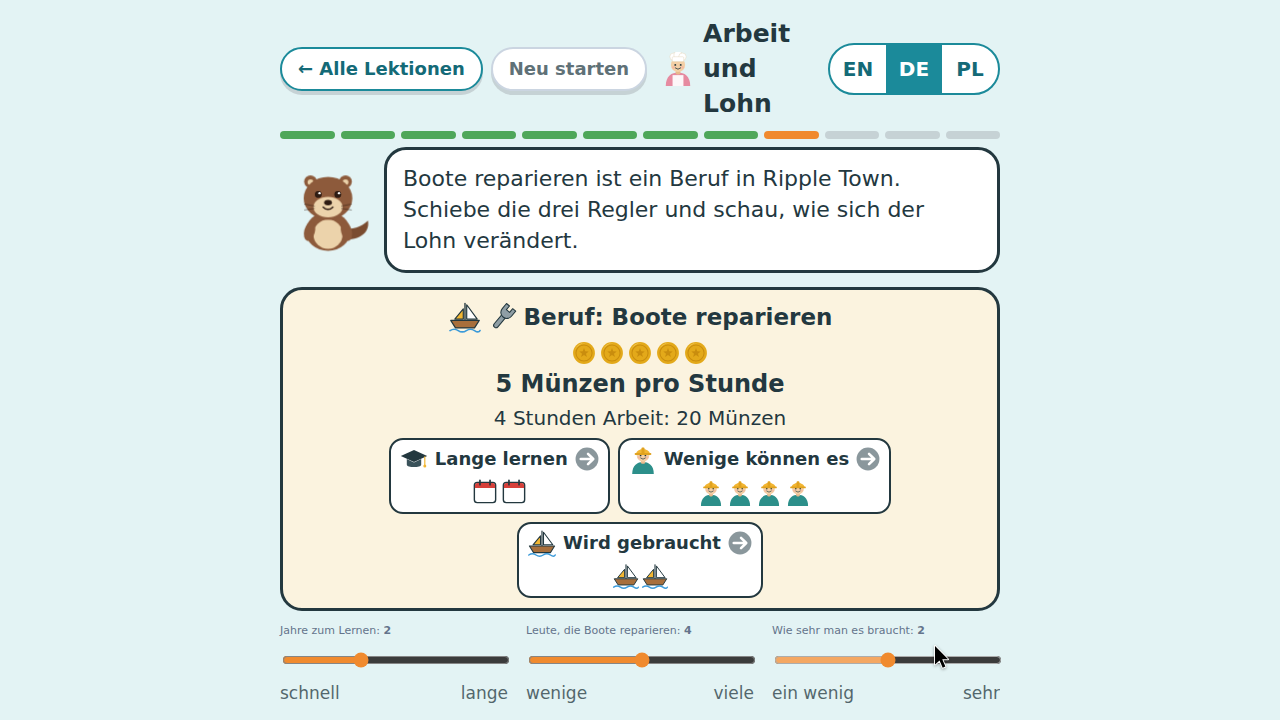 ← Alle Lektionen
Neu starten
Arbeit
und
Lohn
EN DE PL
Boote reparieren ist ein Beruf in Ripple Town.
Schiebe die drei Regler und schau, wie sich der
Lohn verändert.
Beruf: Boote reparieren
5 Münzen pro Stunde
4 Stunden Arbeit: 20 Münzen
Lange lernen
Wenige können es
Wird gebraucht
Jahre zum Lernen: 2
Leute, die Boote reparieren: 4
Wie sehr man es braucht: 2
schnell lange
wenige viele
ein wenig sehr